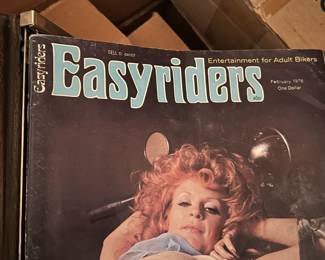 Easyriders
Easyriders
Entertainment for Adult Bikers
February, 1976
One Dollar